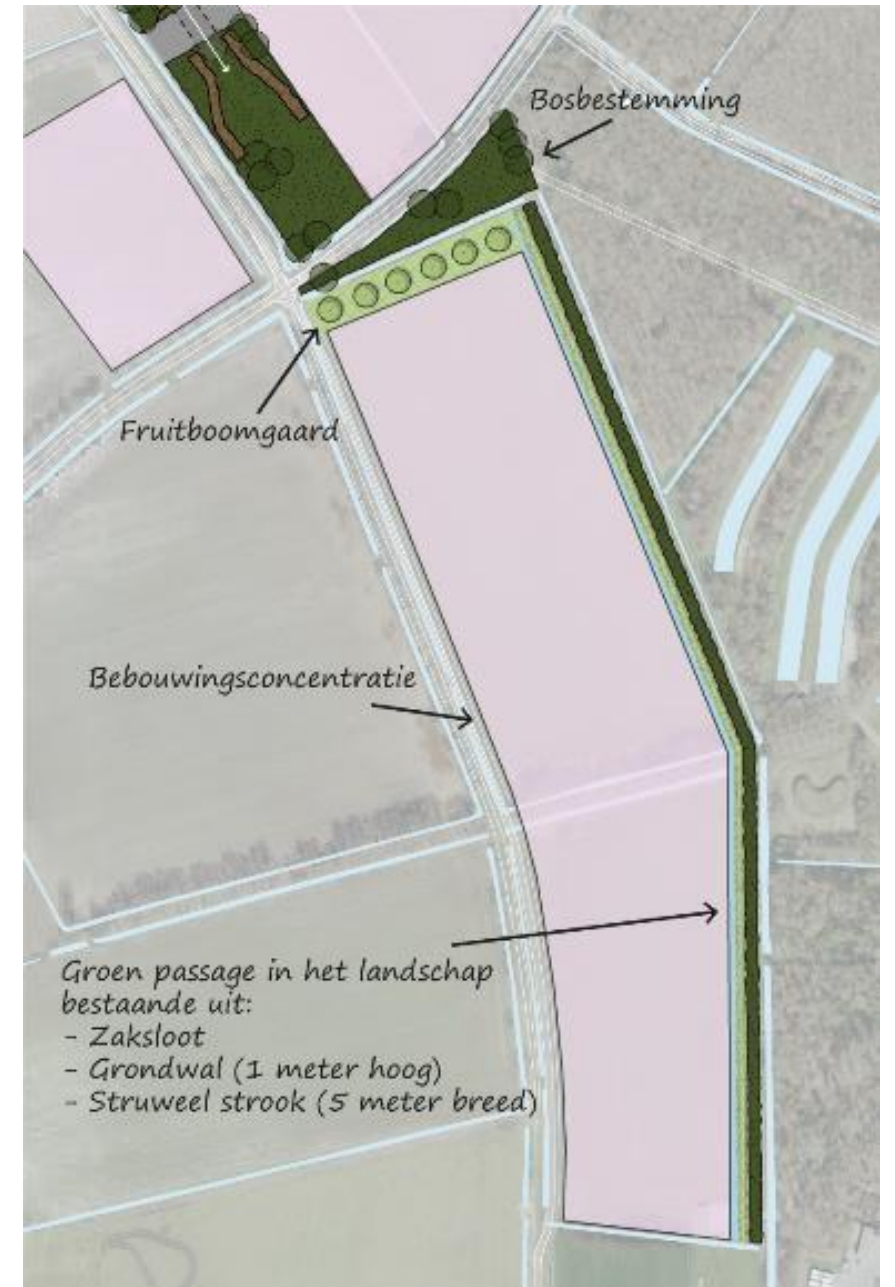 Bosbestemming
Fruitboomgaard
Bebouwingsconcentratie
Groen passage in het landschap
bestaande uit:
- Zaksloot
- Grondwal (1 meter hoog)
- Struweel strook (5 meter breed)